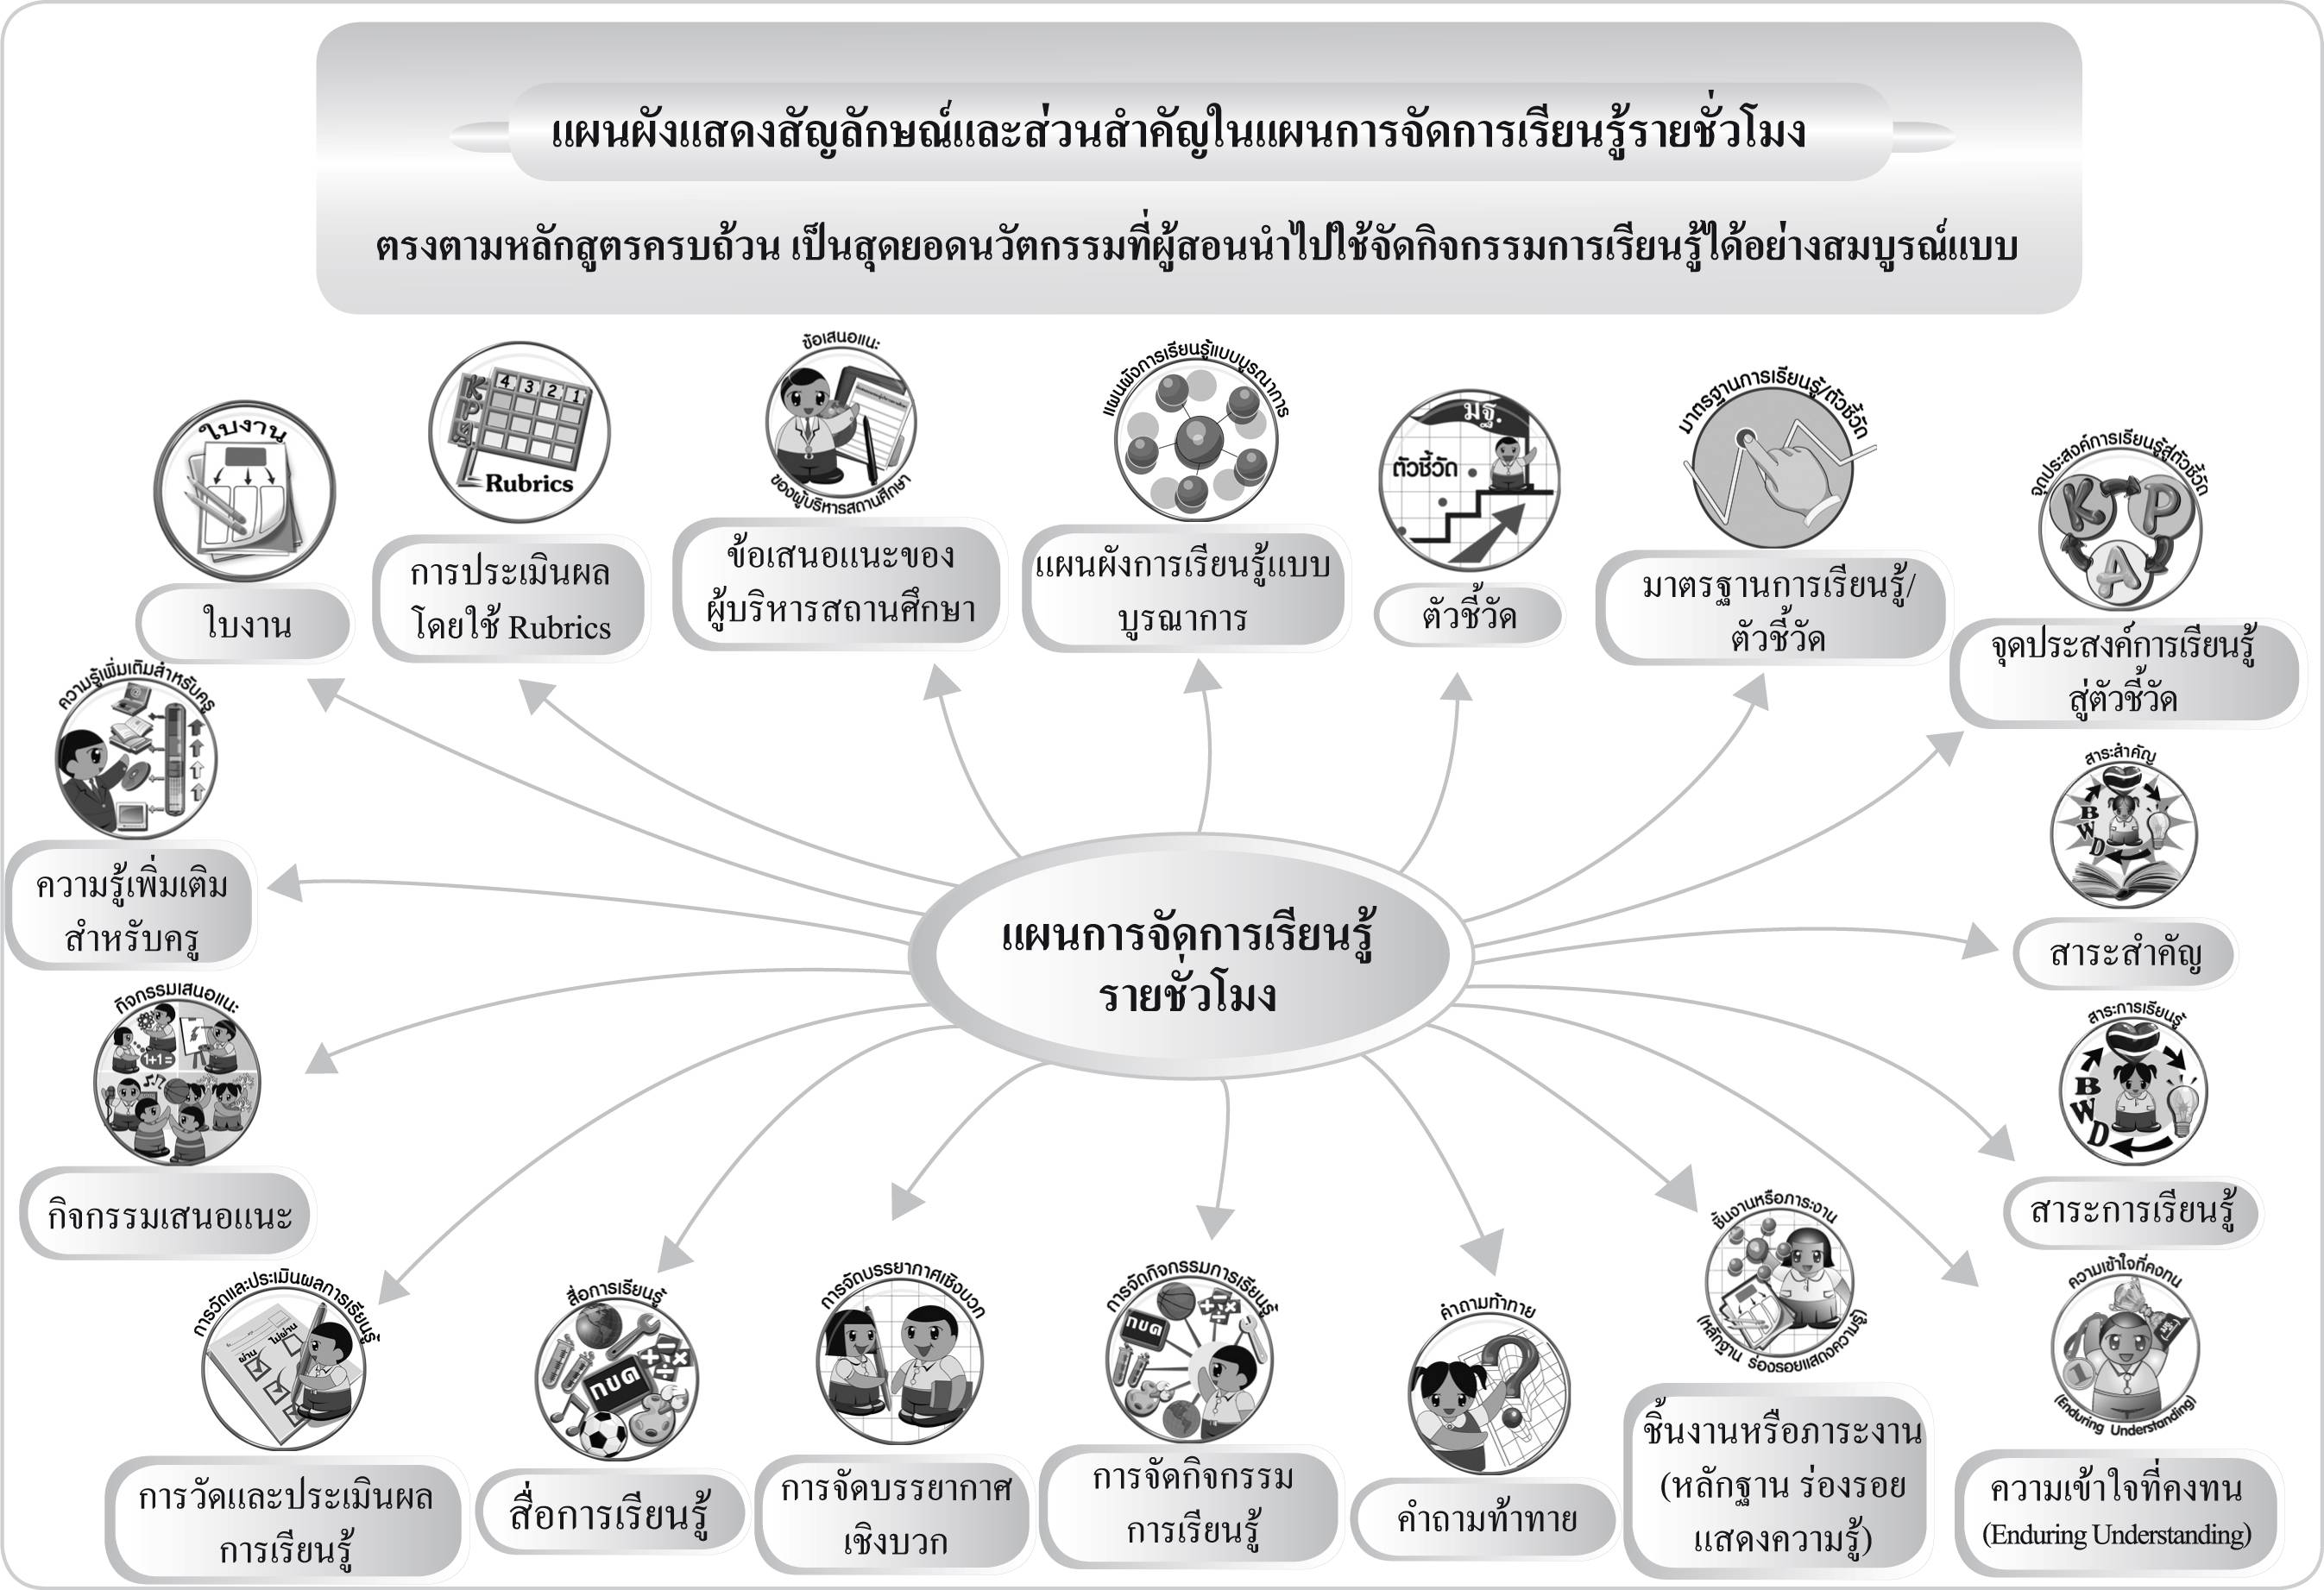 แผนผังแสดงสัญลักษณ์และส่วนสำคัญในแผนการจัดการเรียนรู้รายชั่วโมง
ตรงตามหลักสูตรครบถ้วน เป็นสุดยอดนวัตกรรมที่ผู้สอนนำไปใช้จัดกิจกรรมการเรียนรู้ได้อย่างสมบูรณ์แบบ
ใบงาน
ใบงาน
K P A
4 3 2 1
Rubrics
การประเมินผล
โดยใช้ Rubrics
ข้อเสนอแนะ
ของผู้บริหารสถานศึกษา
ข้อเสนอแนะของ
ผู้บริหารสถานศึกษา
แผนผังการเรียนรู้แบบบูรณาการ
แผนผังการเรียนรู้แบบ
บูรณาการ
มฐ.
ตัวชี้วัด
ตัวชี้วัด
มาตรฐานการเรียนรู้/ตัวชี้วัด
มาตรฐานการเรียนรู้/
ตัวชี้วัด
จุดประสงค์การเรียนรู้สู่ตัวชี้วัด
K P
A
จุดประสงค์การเรียนรู้
สู่ตัวชี้วัด
ความรู้เพิ่มเติมสำหรับครู
ความรู้เพิ่มเติม
สำหรับครู
สาระสำคัญ
B
W
D
สาระสำคัญ
แผนการจัดการเรียนรู้
รายชั่วโมง
กิจกรรมเสนอแนะ
1+1=
กิจกรรมเสนอแนะ
สาระการเรียนรู้
B
W
D
สาระการเรียนรู้
การวัดและประเมินผลการเรียนรู้
ผ่าน ไม่ผ่าน
การวัดและประเมินผล
การเรียนรู้
สื่อการเรียนรู้
กขค
สื่อการเรียนรู้
การจัดบรรยากาศเชิงบวก
การจัดบรรยากาศ
เชิงบวก
การจัดกิจกรรมการเรียนรู้
กขค
การจัดกิจกรรม
การเรียนรู้
คำถามท้าทาย
คำถามท้าทาย
ชิ้นงานหรือภาระงาน
(หลักฐาน ร่องรอยแสดงความรู้)
ชิ้นงานหรือภาระงาน
(หลักฐาน ร่องรอย
แสดงความรู้)
ความเข้าใจที่คงทน
1
(Enduring Understanding)
ความเข้าใจที่คงทน
(Enduring Understanding)